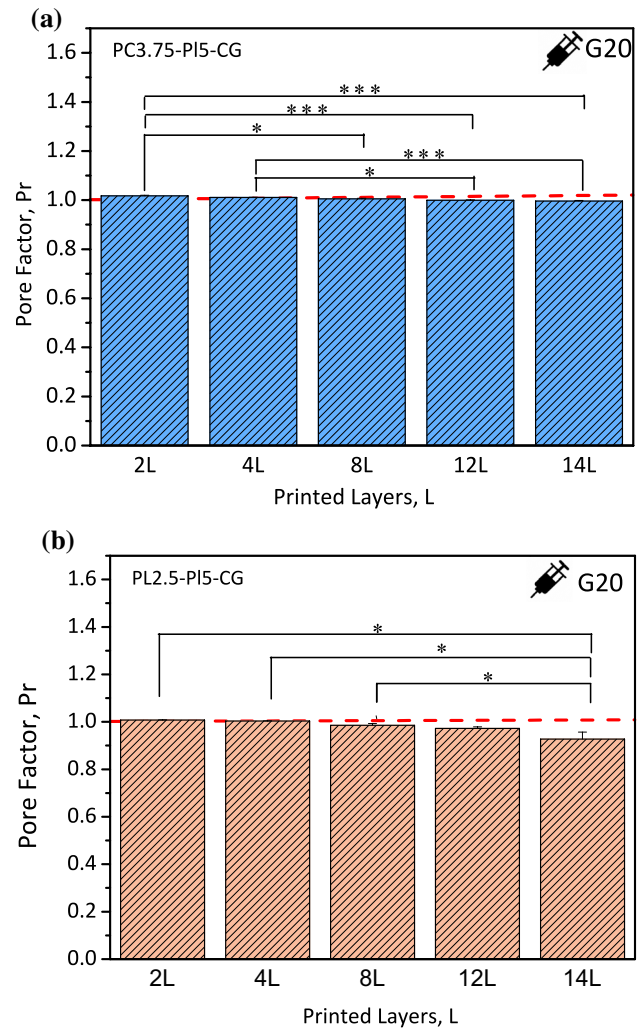 (a)
PC3.75-Pl5-CG
G20
1.6
1.4
1.2
1.0
0.8
0.6
0.4
0.2
0.0
Pore Factor, Pr
***
***
*
***
*
2L 4L 8L 12L 14L
Printed Layers, L
(b)
PL2.5-Pl5-CG
G20
1.6
1.4
1.2
1.0
0.8
0.6
0.4
0.2
0.0
Pore Factor, Pr
*
*
*
2L 4L 8L 12L 14L
Printed Layers, L